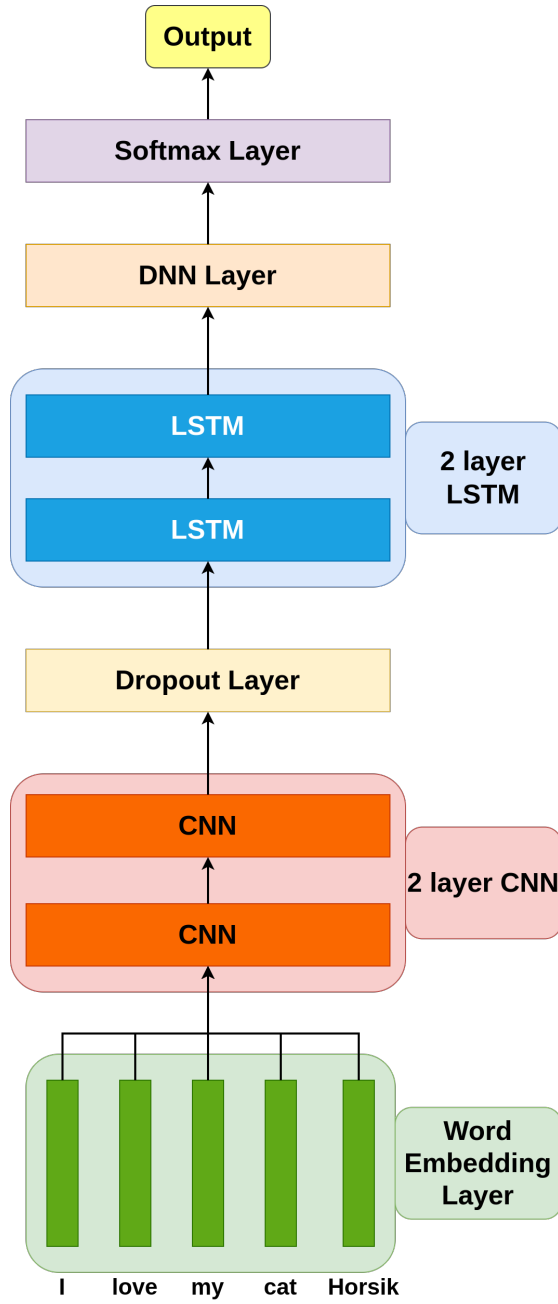 Output
Softmax Layer
DNN Layer
LSTM
LSTM
2 layer
LSTM
Dropout Layer
CNN
CNN
2 layer CNN
Word
Embedding
Layer
I love my cat Horsik